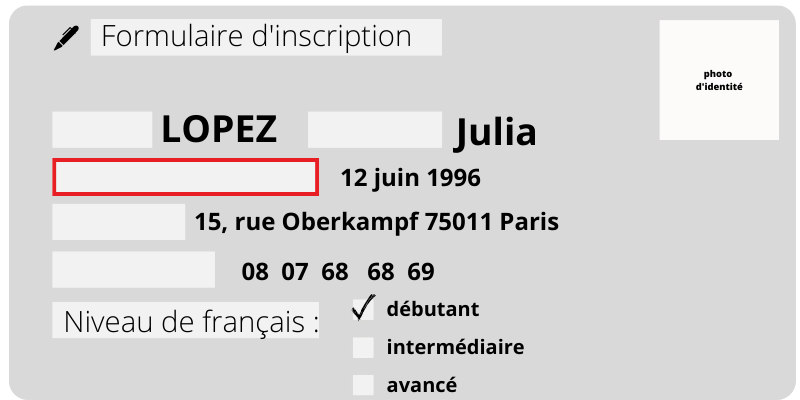 Formulaire d'inscription
photo
d'identité
LOPEZ Julia
12 juin 1996
15, rue Oberkampf 75011 Paris
08 07 68 68 69
Niveau de français : débutant
intermédiaire
avancé